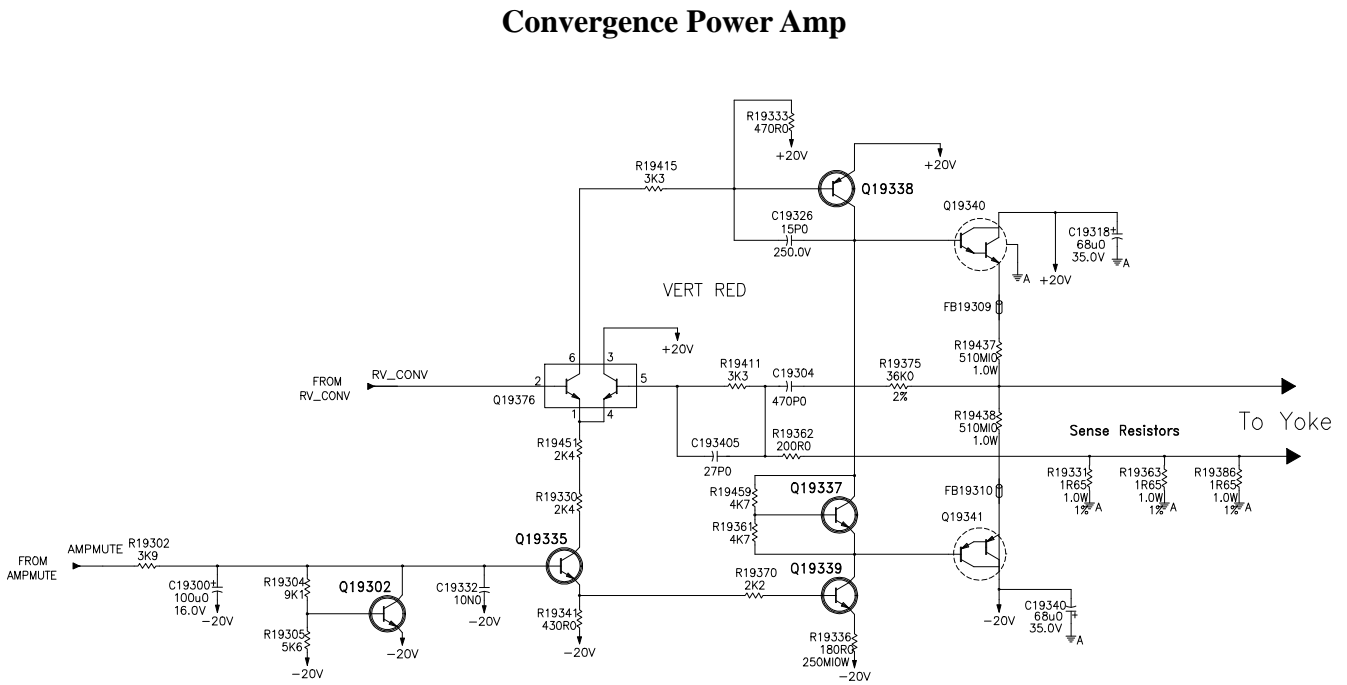 Convergence Power Amp
R19333
470R0
+20V
+20V
R19415
3K3
Q19338
Q19340
C19326
15P0
250.0V
C19318+
68u0
35.0V
A
A
+20V
VERT RED
FB19309
+20V
6
3
R19437
510MI0
1.0W
R19411
3K3
C19304
470P0
R19375
36K0
2%
FROM
RV_CONV
RV_CONV
2
5
Q19376
1
4
R19438
510MI0
1.0W
To Yoke
Sense Resistors
R19451
2K4
C193405
27P0
R19362
200R0
R19331
1R65
1.0W
1%
A
R19363
1R65
1.0W
1%
A
R19386
1R65
1.0W
1%
A
R19459
4K7
Q19337
FB19310
R19330
2K4
R19361
4K7
Q19341
Q19335
FROM
AMPMUTE
AMPMUTE
R19302
3K9
C19300+
100u0
16.0V
-20V
R19304
9K1
Q19302
C19332
10N0
-20V
R19370
2K2
Q19339
R19341
430R0
-20V
C19340
68u0
35.0V
+
A
-20V
R19305
5K6
-20V
-20V
R19336
180R0
250MI0W
-20V